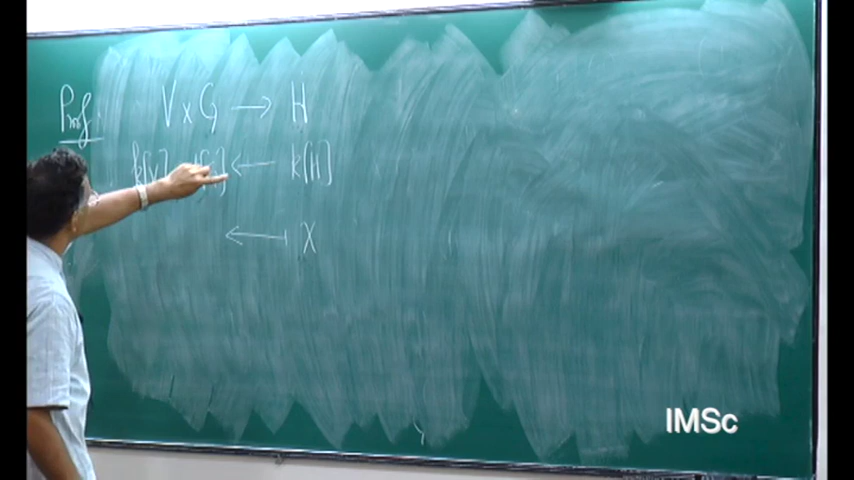 Proof:
V × G → H
k[V] [G] ← k[H]
⟵| χ
IMSc